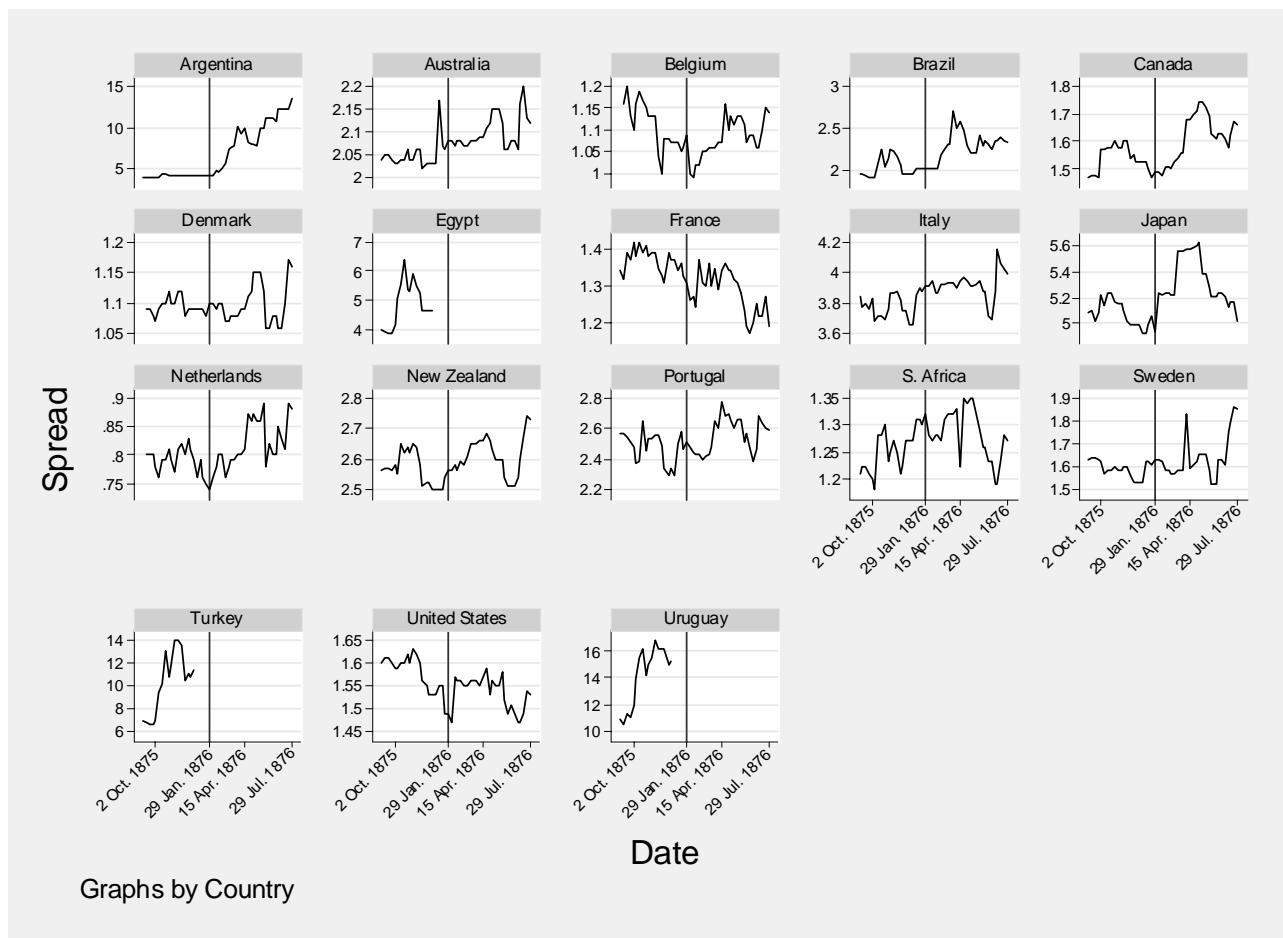 Argentina Australia Belgium Brazil Canada
15 2.2 1.2 3 1.8
2.15 1.15 1.7
10 2.1 1.1 2.5 1.6
2.05 1.05
5 2 1 2 1.5
Denmark Egypt France Italy Japan
1.2 7 1.4 4.2 5.6
1.15 6 4 5.4
1.1 5 1.3 3.8 5.2
1.05 4 1.2 3.6 5
Netherlands New Zealand Portugal S. Africa Sweden
.9 2.8 2.8 1.35 1.9
.85 2.7 2.6 1.3 1.8
.8 2.6 2.4 1.25 1.7
.75 2.5 2.2 1.2 1.6
1.5
2 Oct. 1875 29 Jan. 1876 15 Apr. 1876 29 Jul. 1876 2 Oct. 1875 29 Jan. 1876 15 Apr. 1876 29 Jul. 1876
Spread
Turkey United States Uruguay
14 1.65 16
12 1.6 14
10 1.55 12
8 1.5 10
6 1.45
2 Oct. 1875 29 Jan. 1876 15 Apr. 1876 29 Jul. 1876 2 Oct. 1875 29 Jan. 1876 15 Apr. 1876 29 Jul. 1876 2 Oct. 1875 29 Jan. 1876 15 Apr. 1876 29 Jul. 1876
Date
Graphs by Country